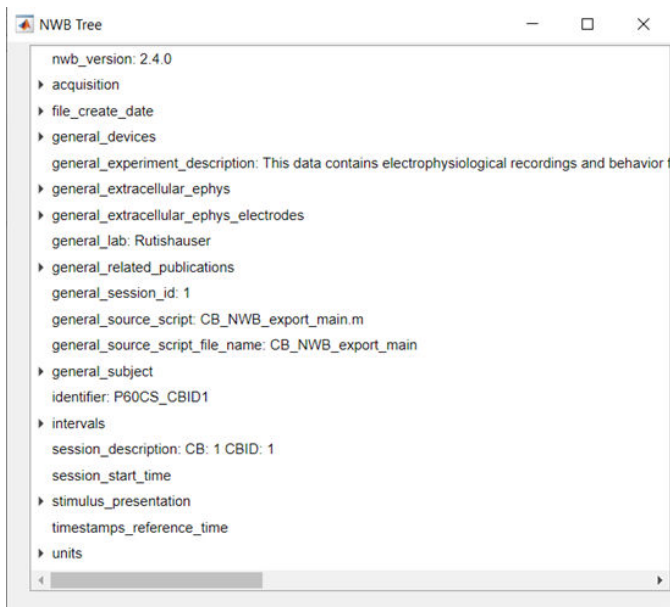 NWB Tree
nwb_version: 2.4.0
acquisition
file_create_date
general_devices
general_experiment_description: This data contains electrophysiological recordings and behavior f
general_extracellular_ephys
general_extracellular_ephys_electrodes
general_lab: Rutishauser
general_related_publications
general_session_id: 1
general_source_script: CB_NWB_export_main.m
general_source_script_file_name: CB_NWB_export_main
general_subject
identifier: P60CS_CBID1
intervals
session_description: CB: 1 CBID: 1
session_start_time
stimulus_presentation
timestamps_reference_time
units